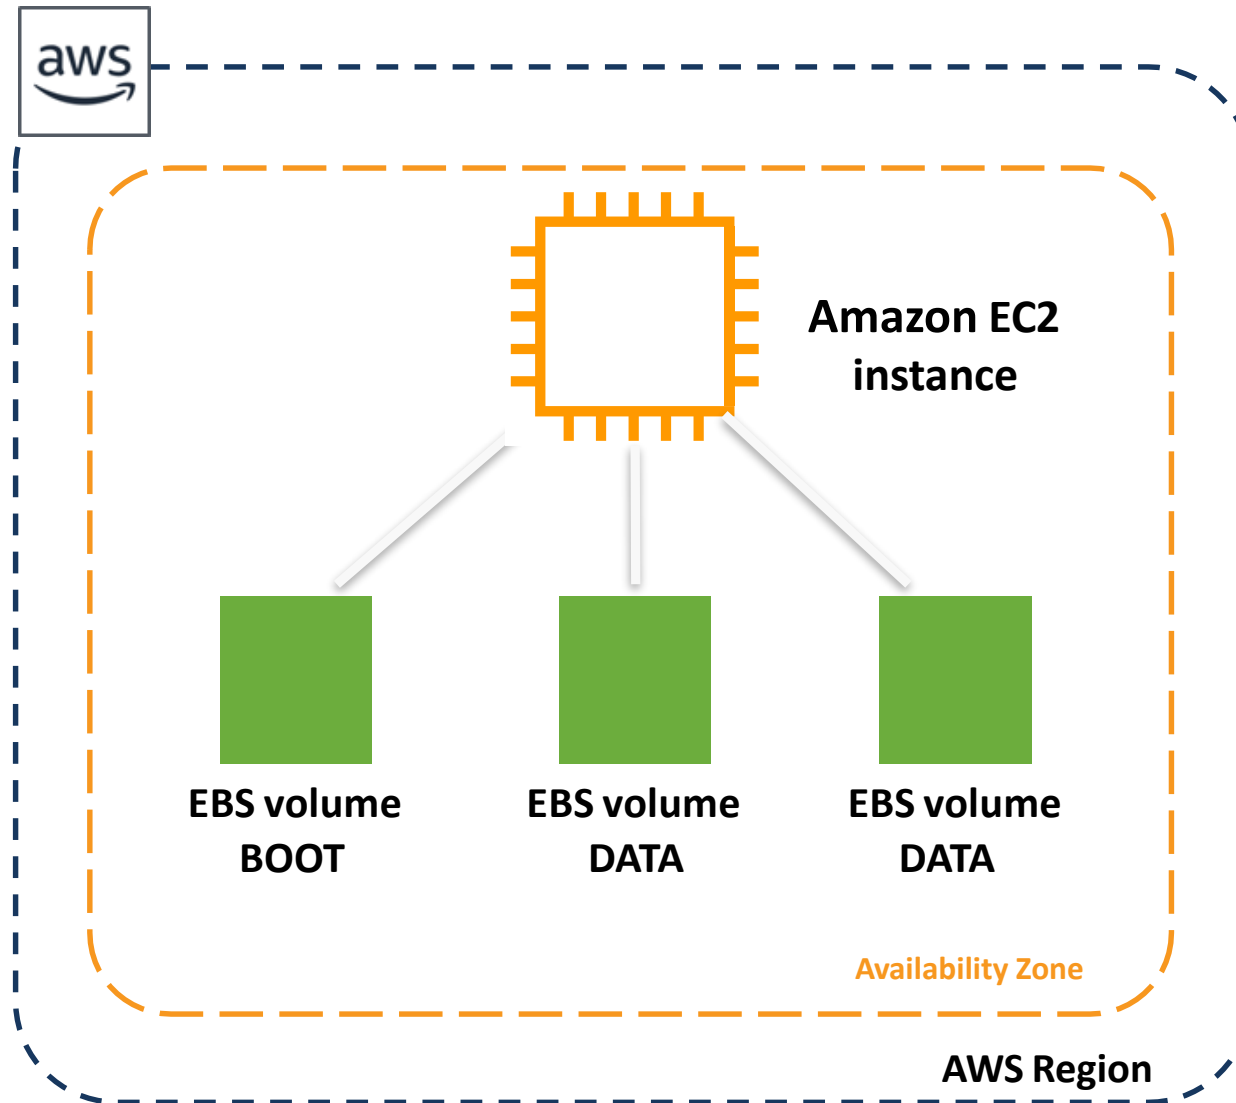 aws
Amazon EC2
instance
EBS volume
BOOT
EBS volume
DATA
EBS volume
DATA
Availability Zone
AWS Region